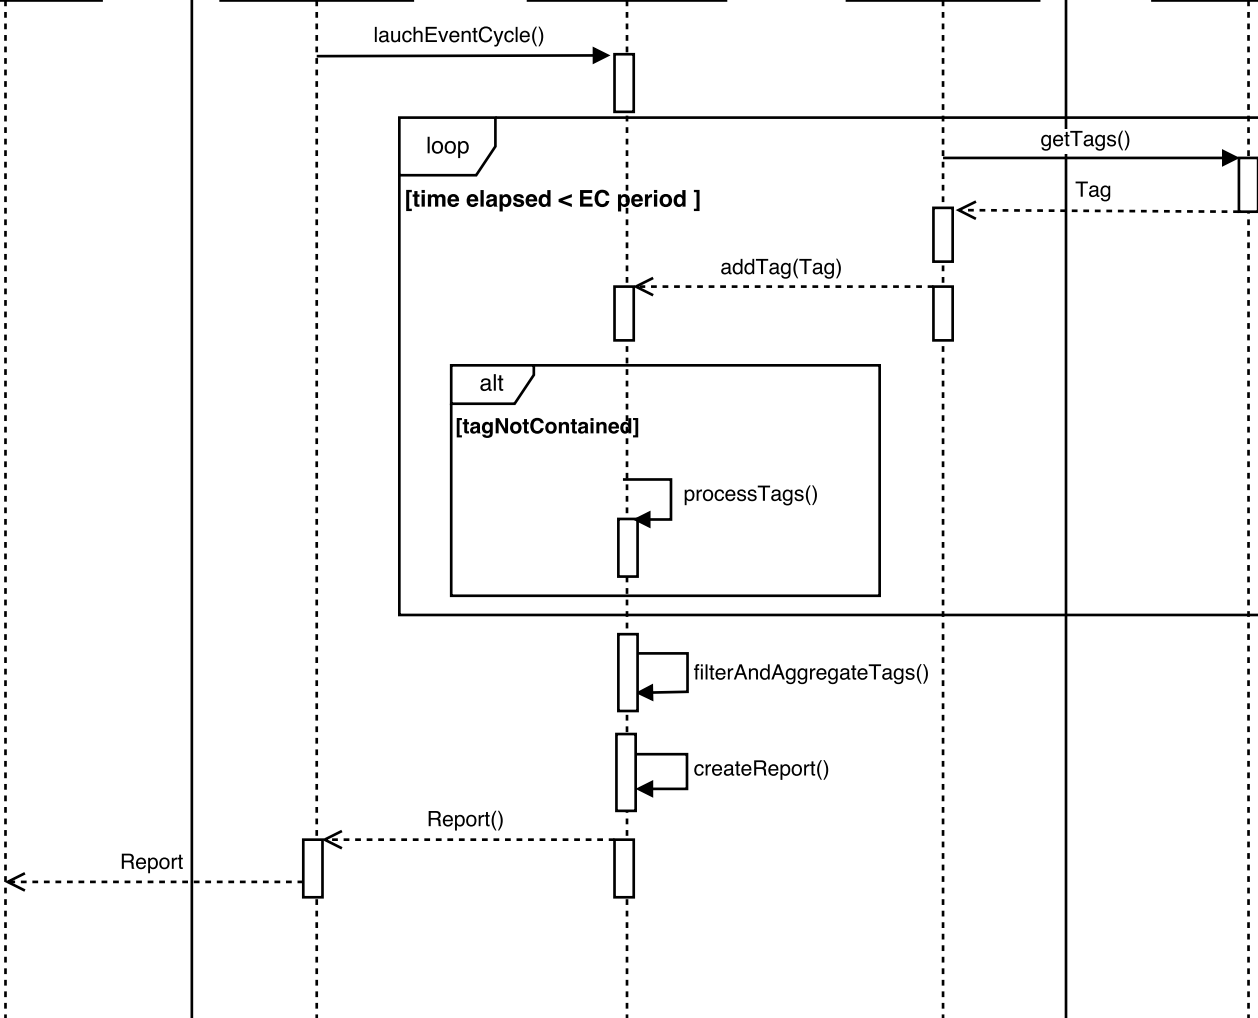 lauchEventCycle()
loop
getTags()
[time elapsed < EC period ]
Tag
addTag(Tag)
alt
[tagNotContained]
processTags()
filterAndAggregateTags()
createReport()
Report()
Report